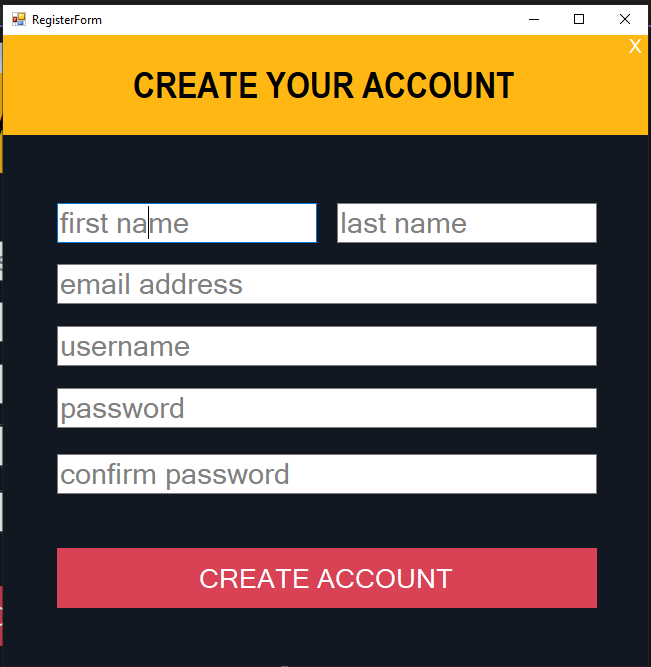 RegisterForm
X
CREATE YOUR ACCOUNT
first name last name
email address
username
password
confirm password
CREATE ACCOUNT